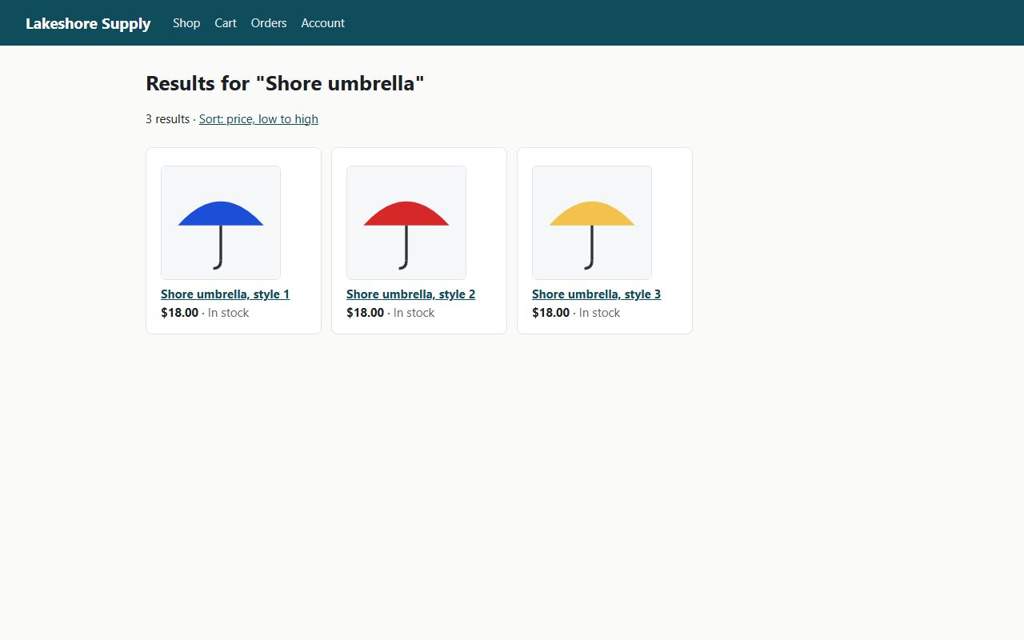 Lakeshore Supply Shop Cart Orders Account
Results for "Shore umbrella"
3 results · Sort: price, low to high
Shore umbrella, style 1
$18.00 · In stock
Shore umbrella, style 2
$18.00 · In stock
Shore umbrella, style 3
$18.00 · In stock